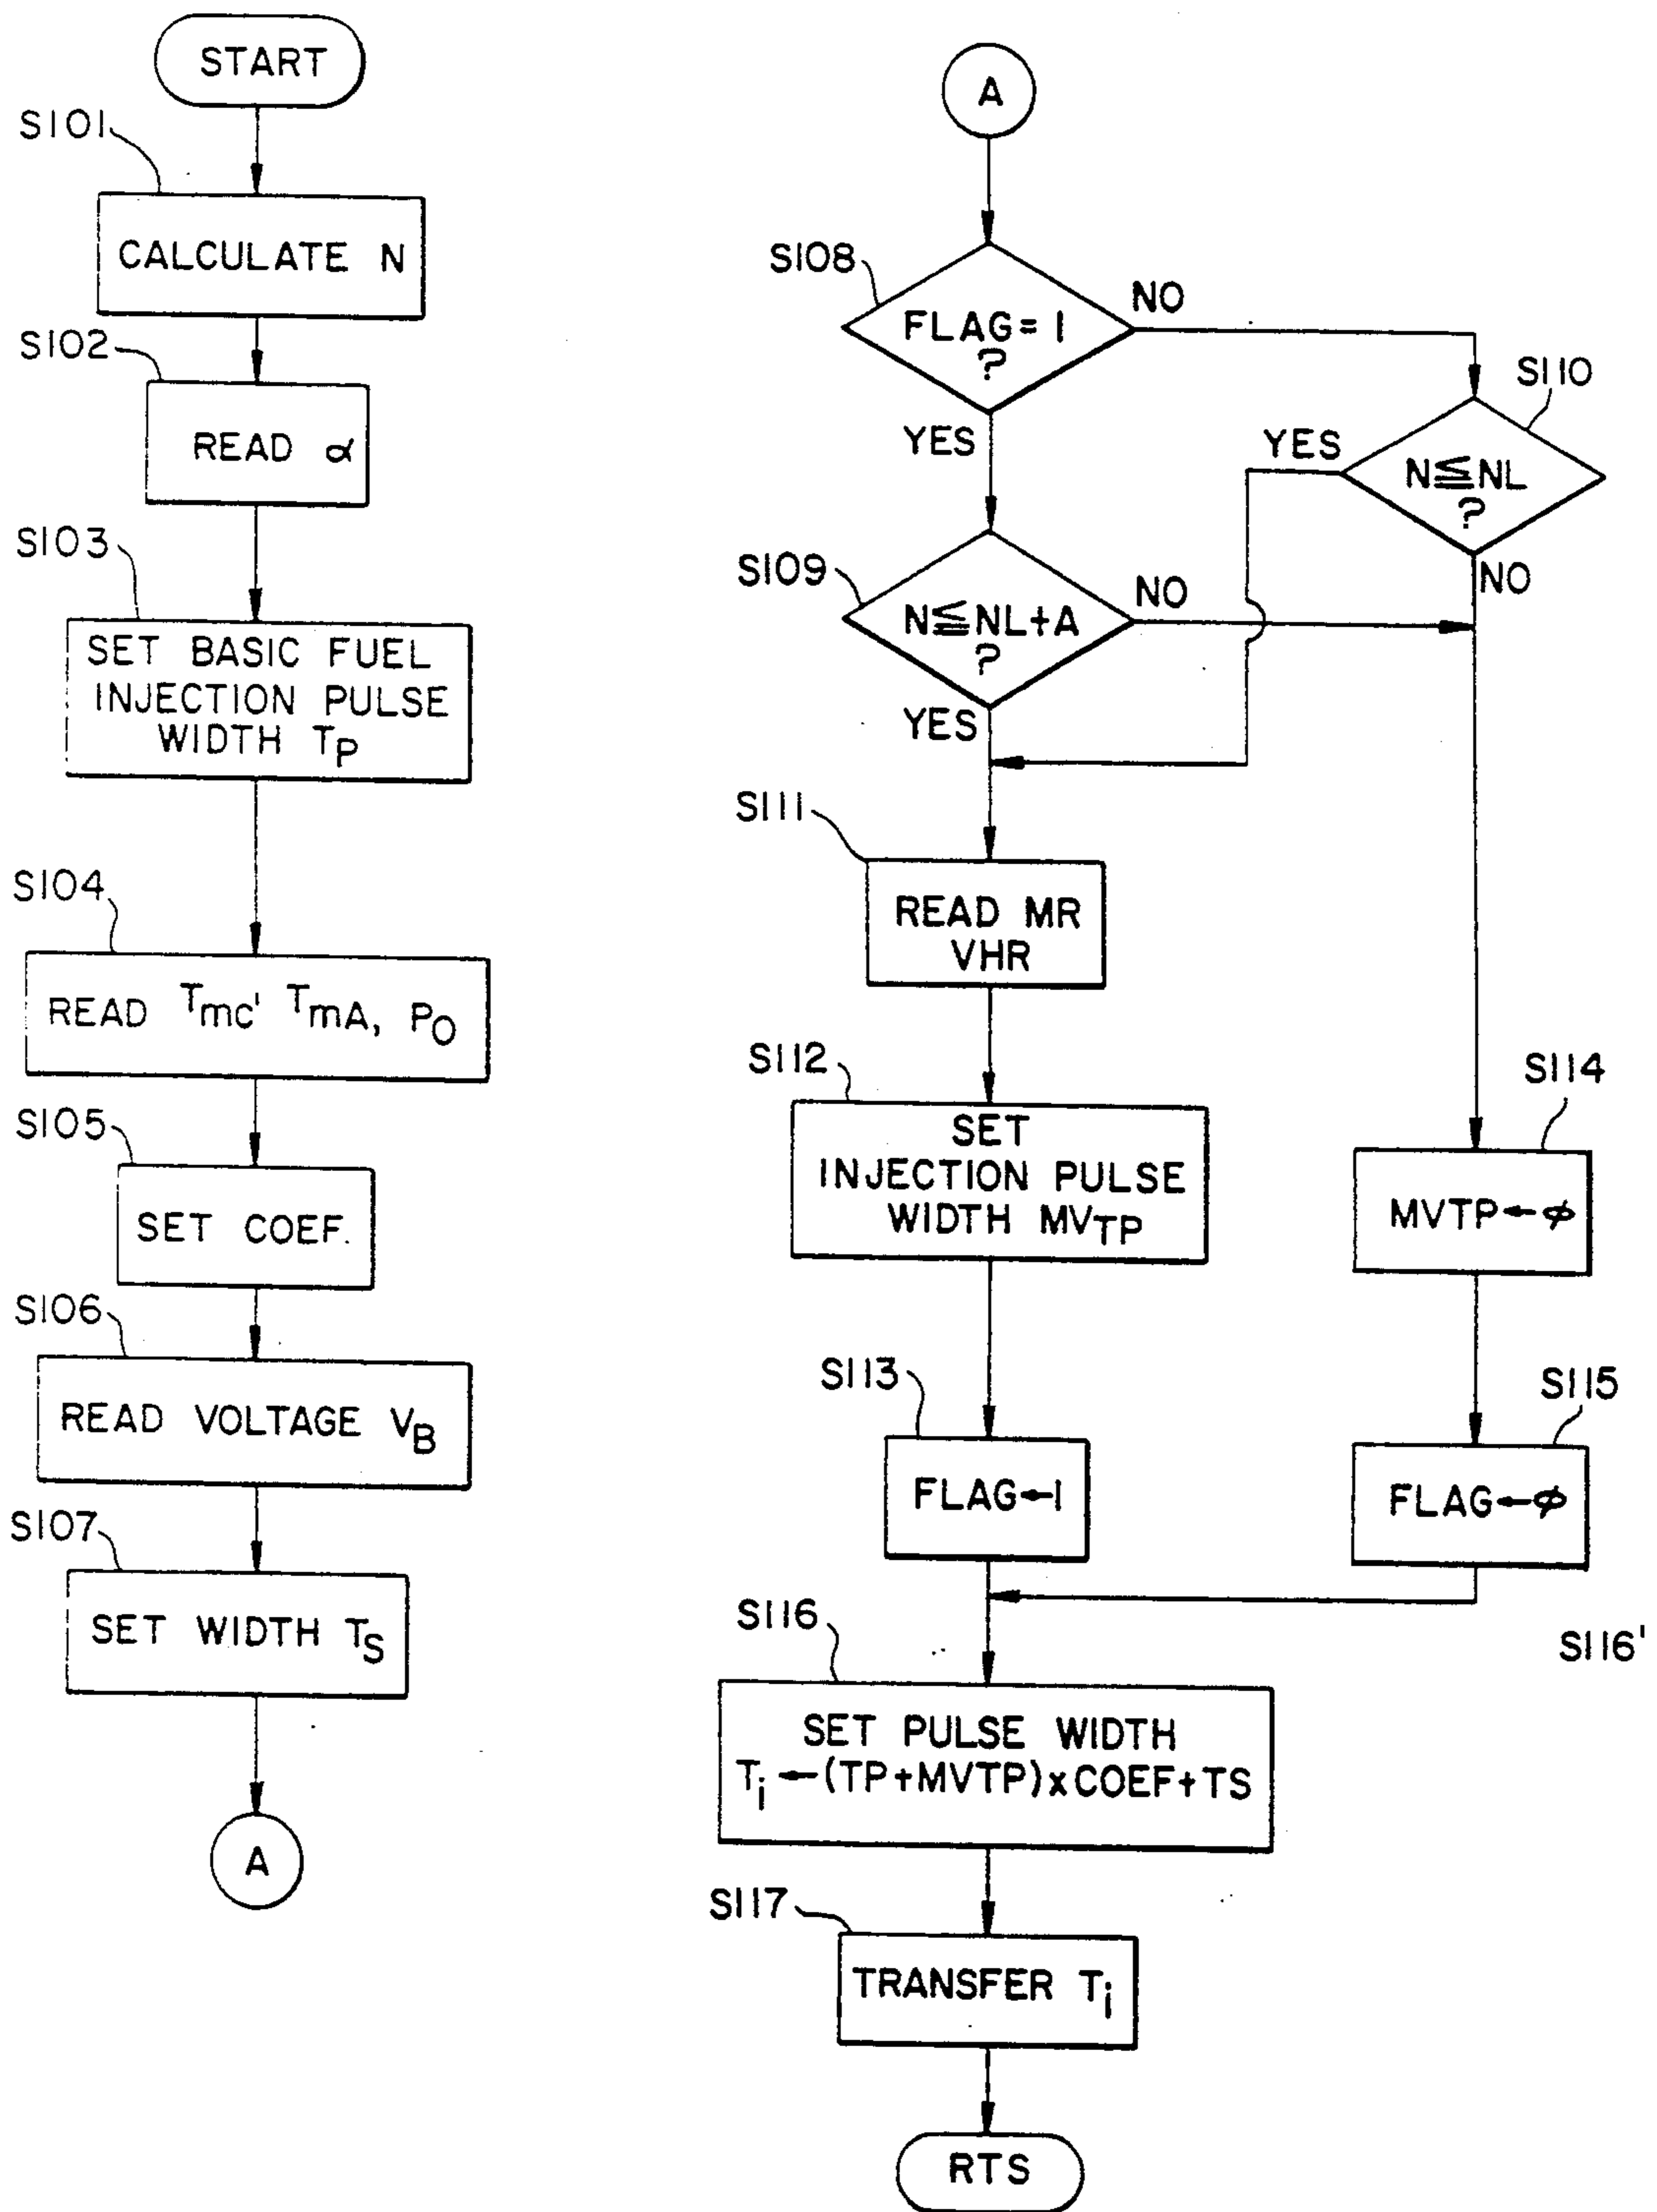 START
S101
CALCULATE N
S102
READ α
S103
SET BASIC FUEL
INJECTION PULSE
WIDTH TP
S104
READ Tmc' TmA, PO
S105
SET COEF.
S106
READ VOLTAGE VB
S107
SET WIDTH TS
A
A
S108
FLAG=1
?
NO
YES
S110
N≦NL
?
YES
NO
S109
N≦NL+A
?
NO
YES
S111
READ MR
VHR
S112
SET
INJECTION PULSE
WIDTH MVTP
S113
FLAG←1
S114
MVTP←φ
S115
FLAG←φ
S116'
S116
SET PULSE WIDTH
Ti←(TP+MVTP)xCOEF+TS
S117
TRANSFER Ti
RTS